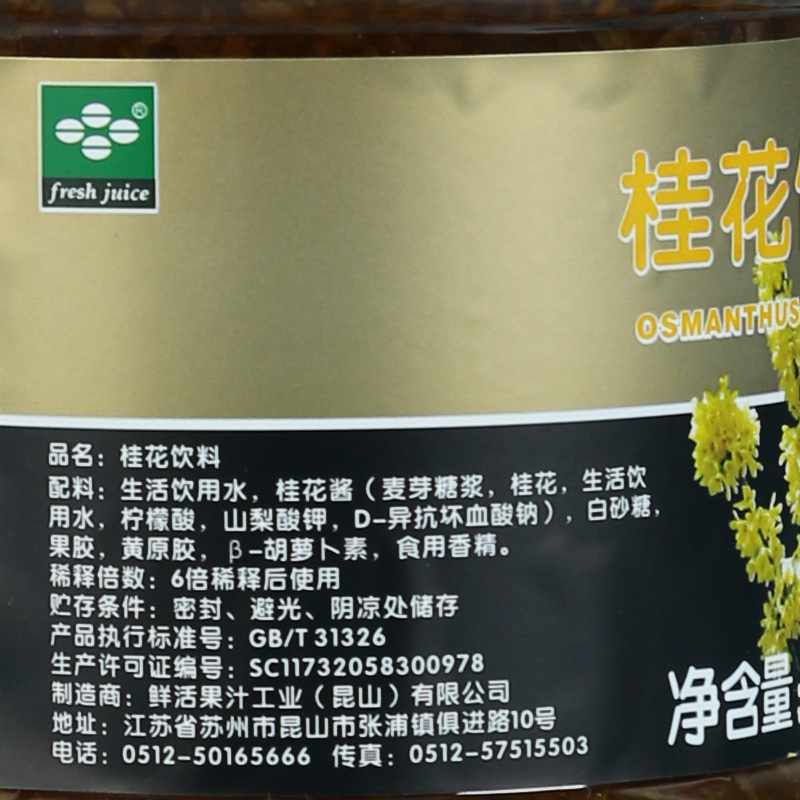 ®
fresh juice
桂花
OSMANTHUS
品名：桂花饮料
配料：生活饮用水，桂花酱（麦芽糖浆，桂花，生活饮
用水，柠檬酸，山梨酸钾，D-异抗坏血酸钠），白砂糖，
果胶，黄原胶，β-胡萝卜素，食用香精。
稀释倍数：6倍稀释后使用
贮存条件：密封、避光、阴凉处储存
产品执行标准号：GB/T 31326
生产许可证编号：SC11732058300978
制造商：鲜活果汁工业（昆山）有限公司
地址：江苏省苏州市昆山市张浦镇俱进路10号
电话：0512-50165666 传真：0512-57515503
净含量